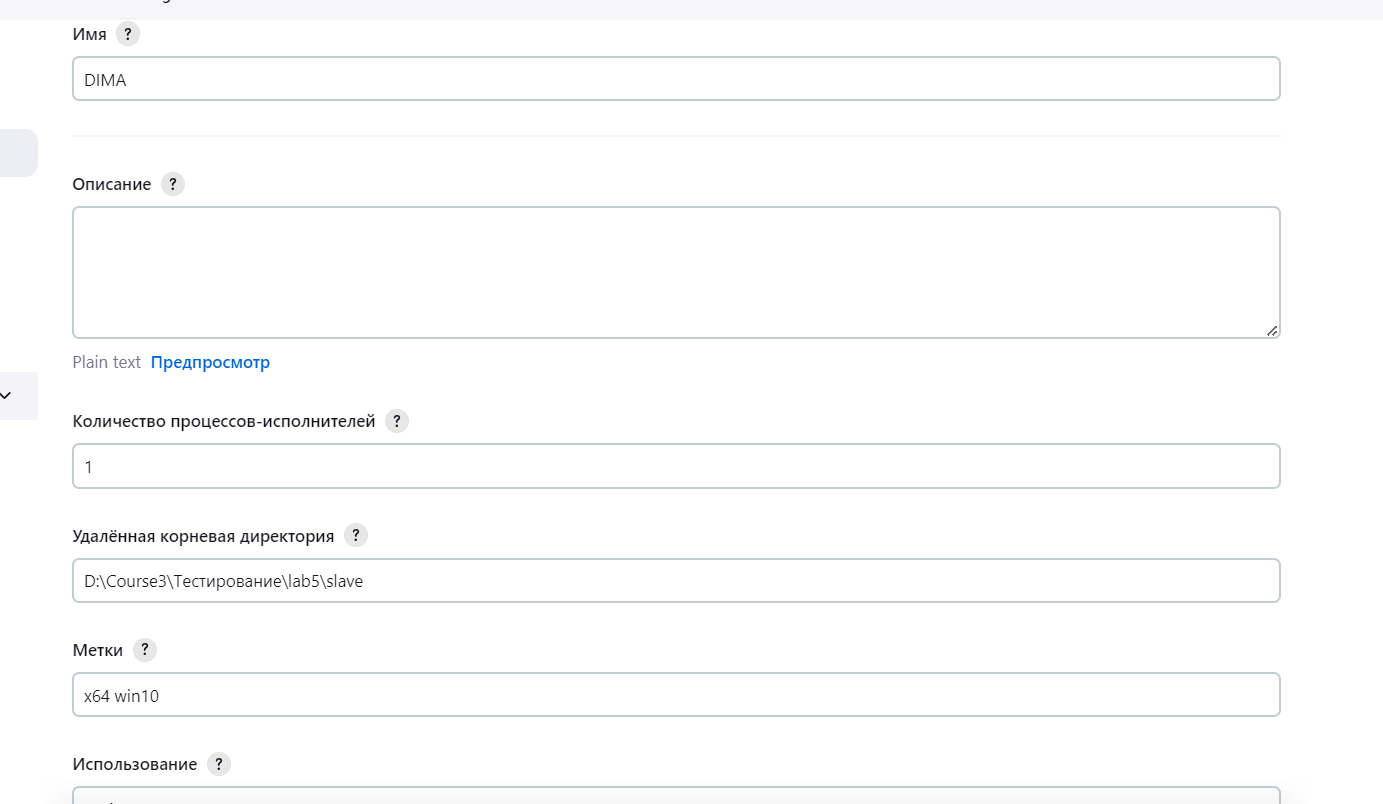 Имя ?
DIMA
Описание ?
Plain text Предпросмотр
Количество процессов-исполнителей ?
1
Удалённая корневая директория ?
D:\Course3\Тестирование\lab5\slave
Метки ?
x64 win10
Использование ?